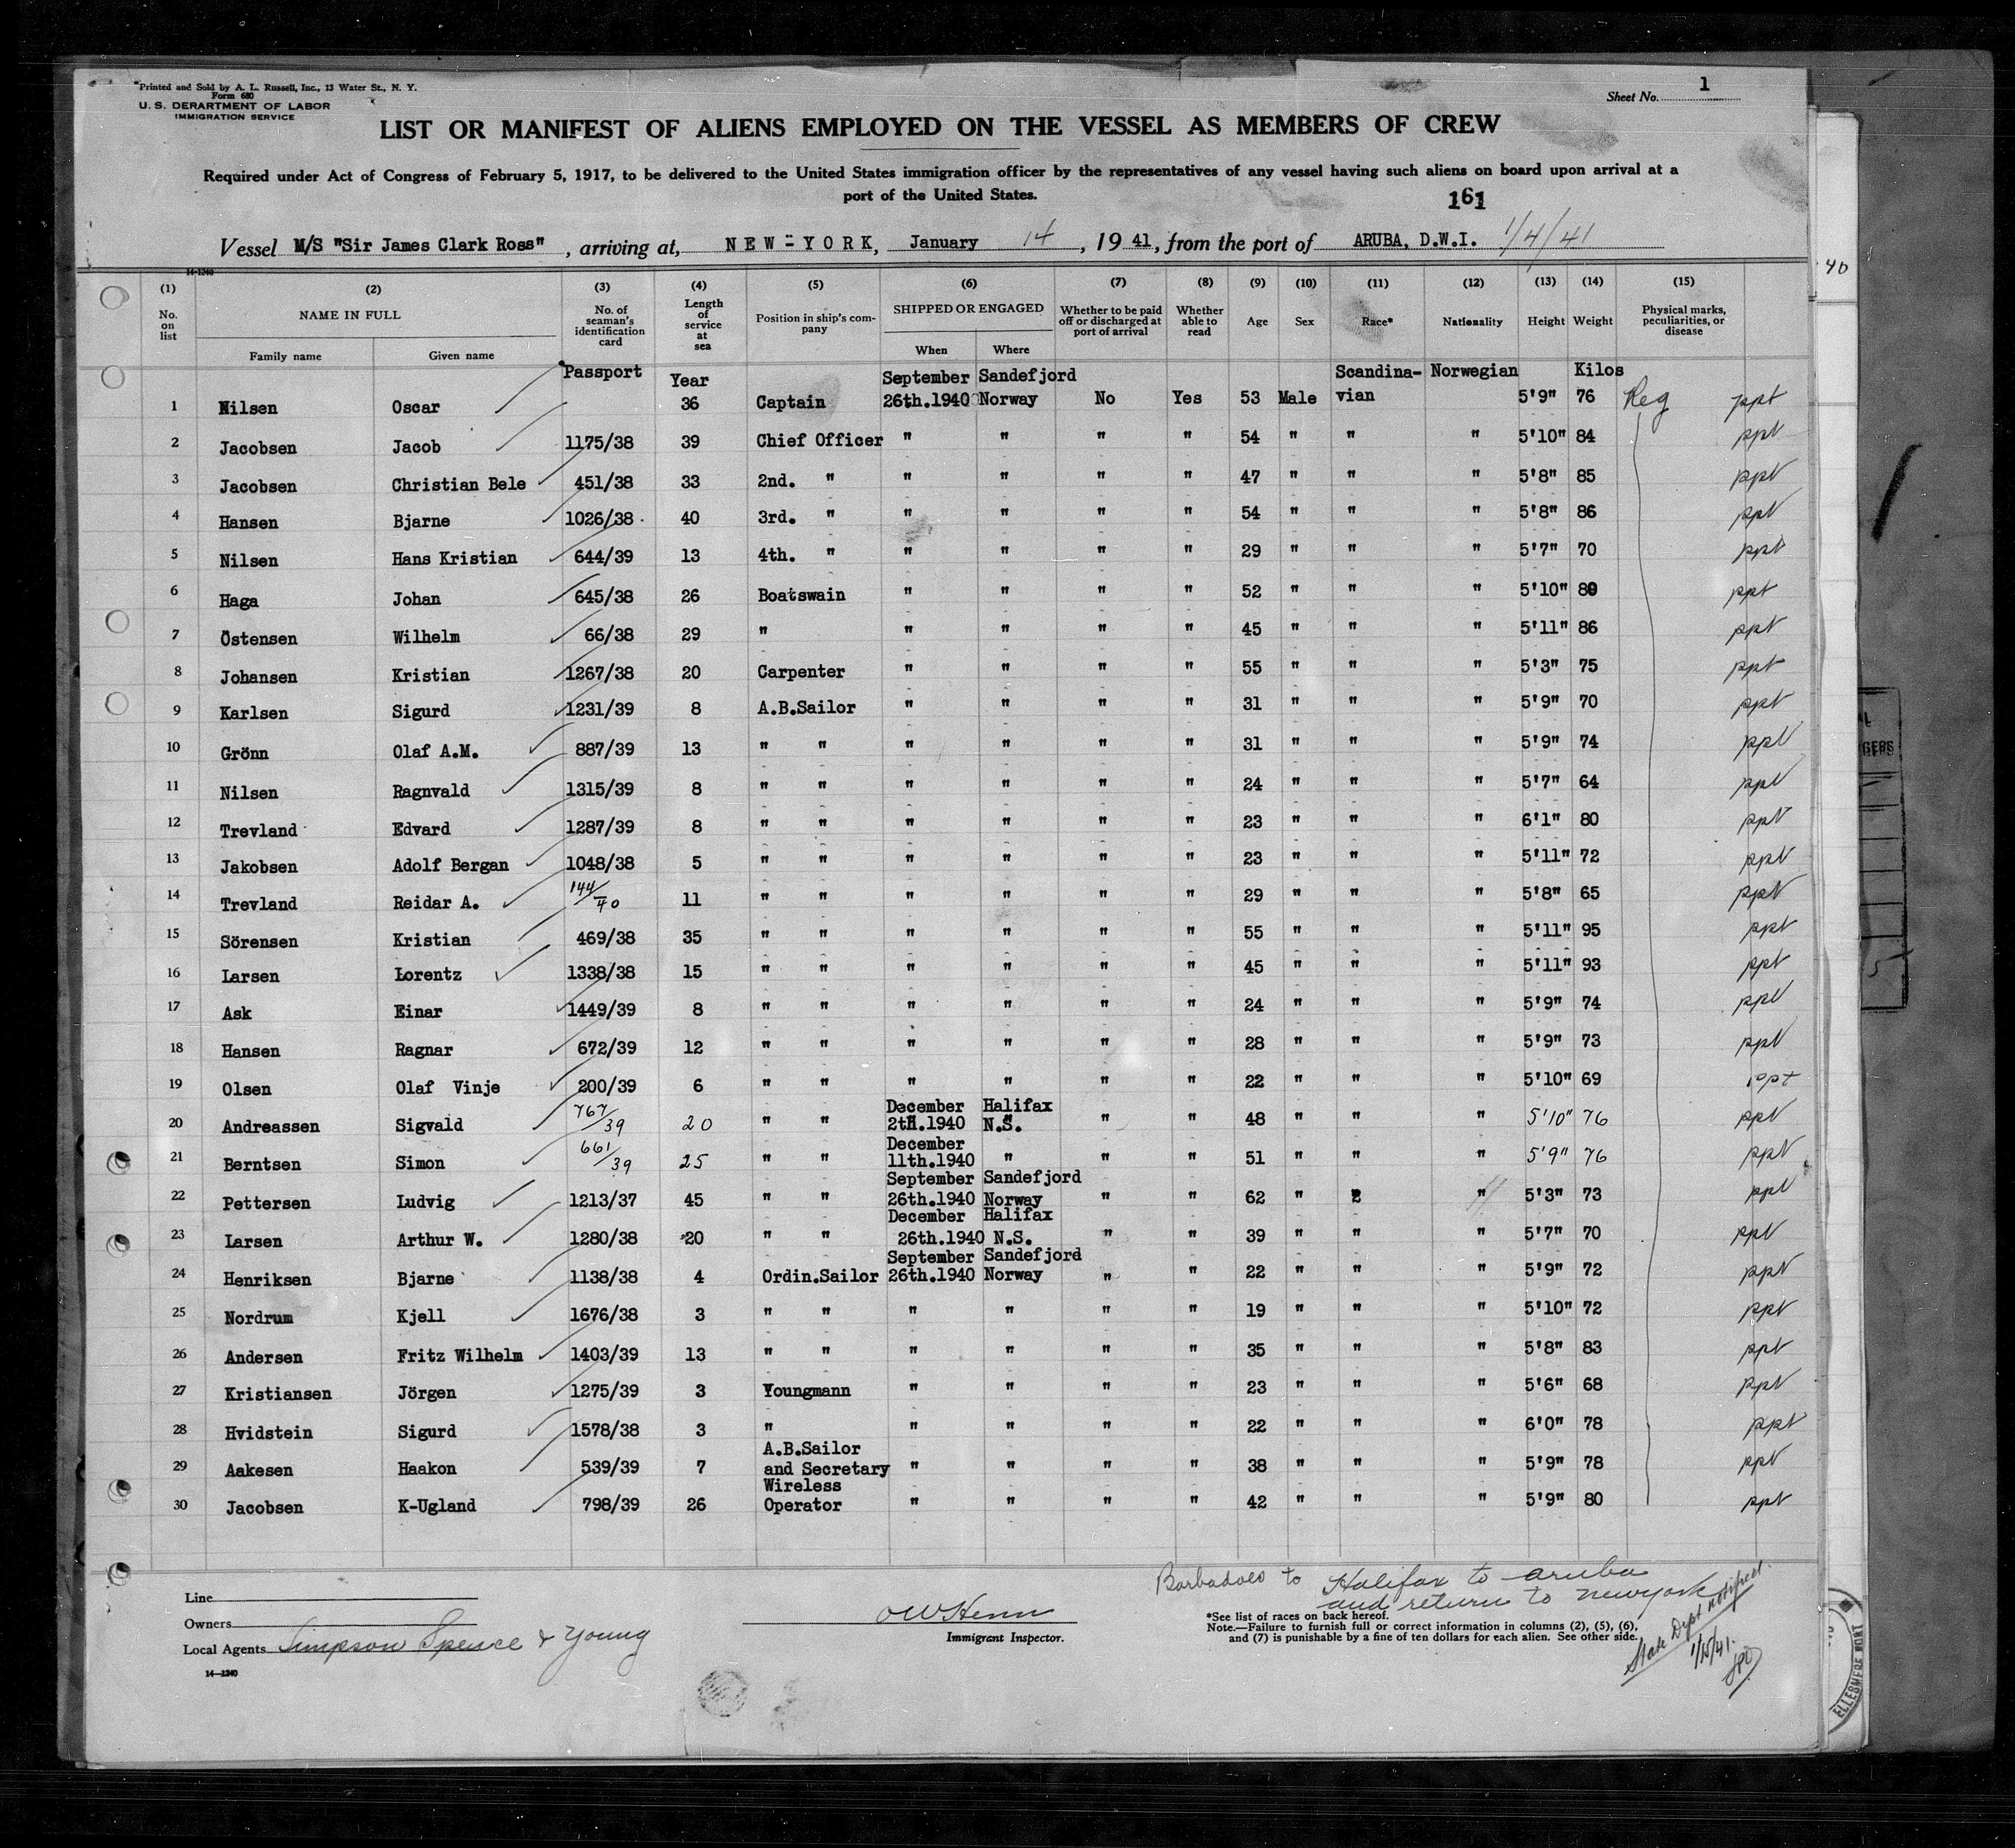 "Printed and Sold by A. L. Russell, Inc., 13 Water St., N. Y.
Form 680
U. S. DERARTMENT OF LABOR
IMMIGRATION SERVICE
Sheet No. 1
LIST OR MANIFEST OF ALIENS EMPLOYED ON THE VESSEL AS MEMBERS OF CREW
Required under Act of Congress of February 5, 1917, to be delivered to the United States immigration officer by the representatives of any vessel having such aliens on board upon arrival at a
port of the United States.
161
Vessel M/S "Sir James Clark Ross", arriving at, NEW-YORK, January 14, 1941, from the port of ARUBA, D.W.I. 1/4/41
14-1240
40
(1) (2) (3) (4) (5) (6) (7) (8) (9) (10) (11) (12) (13) (14) (15)
No. on list NAME IN FULL Family name Given name No. of seaman's identification card Length of service at sea Position in ship's company SHIPPED OR ENGAGED When Where Whether to be paid off or discharged at port of arrival Whether able to read Age Sex Race* Nationality Height Weight Physical marks, peculiarities, or disease
Passport Year September Sandefjord Scandina- Norwegian Kilos
1 Nilsen Oscar 36 Captain 26th.1940 Norway No Yes 53 Male vian 5'9" 76 Reg ppt
2 Jacobsen Jacob 1175/38 39 Chief Officer " " " " 54 " " " 5'10" 84 ppt
3 Jacobsen Christian Bele 451/38 33 2nd. " " " " " 47 " " " 5'8" 85 ppt
4 Hansen Bjarne 1026/38 40 3rd. " " " " " 54 " " " 5'8" 86 ppt
5 Nilsen Hans Kristian 644/39 13 4th. " " " " " 29 " " " 5'7" 70 ppt
6 Haga Johan 645/38 26 Boatswain " " " " 52 " " " 5'10" 80 ppt
7 Östensen Wilhelm 66/38 29 " " " " " 45 " " " 5'11" 86 ppt
8 Johansen Kristian 1267/38 20 Carpenter " " " " 55 " " " 5'3" 75 ppt
9 Karlsen Sigurd 1231/39 8 A.B.Sailor " " " " 31 " " " 5'9" 70 ppt
10 Grönn Olaf A.M. 887/39 13 " " " " " " 31 " " " 5'9" 74 ppt
11 Nilsen Ragnvald 1315/39 8 " " " " " " 24 " " " 5'7" 64 ppt
12 Trevland Edvard 1287/39 8 " " " " " " 23 " " " 6'1" 80 ppt
13 Jakobsen Adolf Bergan 1048/38 5 " " " " " " 23 " " " 5'11" 72 ppt
14 Trevland Reidar A. 144/40 11 " " " " " " 29 " " " 5'8" 65 ppt
15 Sörensen Kristian 469/38 35 " " " " " " 55 " " " 5'11" 95 ppt
16 Larsen Lorentz 1338/38 15 " " " " " " 45 " " " 5'11" 93 ppt
17 Ask Einar 1449/39 8 " " " " " " 24 " " " 5'9" 74 ppt
18 Hansen Ragnar 672/39 12 " " " " " " 28 " " " 5'9" 73 ppt
19 Olsen Olaf Vinje 200/39 6 " " " " " " 22 " " " 5'10" 69 ppt
December Halifax
20 Andreassen Sigvald 767/39 20 " " 2th.1940 N.S. " " 48 " " " 5'10" 76 ppt
December
21 Berntsen Simon 661/39 25 " " 11th.1940 " " " 51 " " " 5'9" 76 ppt
September Sandefjord
22 Pettersen Ludvig 1213/37 45 " " 26th.1940 Norway " " 62 " " " 5'3" 73 ppt
December Halifax
23 Larsen Arthur W. 1280/38 20 " " 26th.1940 N.S. " " 39 " " " 5'7" 70 ppt
September Sandefjord
24 Henriksen Bjarne 1138/38 4 Ordin.Sailor 26th.1940 Norway " " 22 " " " 5'9" 72 ppt
25 Nordrum Kjell 1676/38 3 " " " " " " 19 " " " 5'10" 72 ppt
26 Andersen Fritz Wilhelm 1403/39 13 " " " " " " 35 " " " 5'8" 83 ppt
27 Kristiansen Jörgen 1275/39 3 Youngmann " " " " 23 " " " 5'6" 68 ppt
28 Hvidstein Sigurd 1578/38 3 " " " " " 22 " " " 6'0" 78 ppt
A.B.Sailor
29 Aakesen Haakon 539/39 7 and Secretary " " " " 38 " " " 5'9" 78 ppt
Wireless
30 Jacobsen K-Ugland 798/39 26 Operator " " " " 42 " " " 5'9" 80 ppt
Barbadoes to Halifax to aruba
and return to newyork
Line
Owners
Local Agents Simpson Spence & Young
14-1240
Immigrant Inspector.
*See list of races on back hereof.
Note.—Failure to furnish full or correct information in columns (2), (5), (6),
and (7) is punishable by a fine of ten dollars for each alien. See other side.
State Dept notified
1/15/41.
ELLESMERE PORT